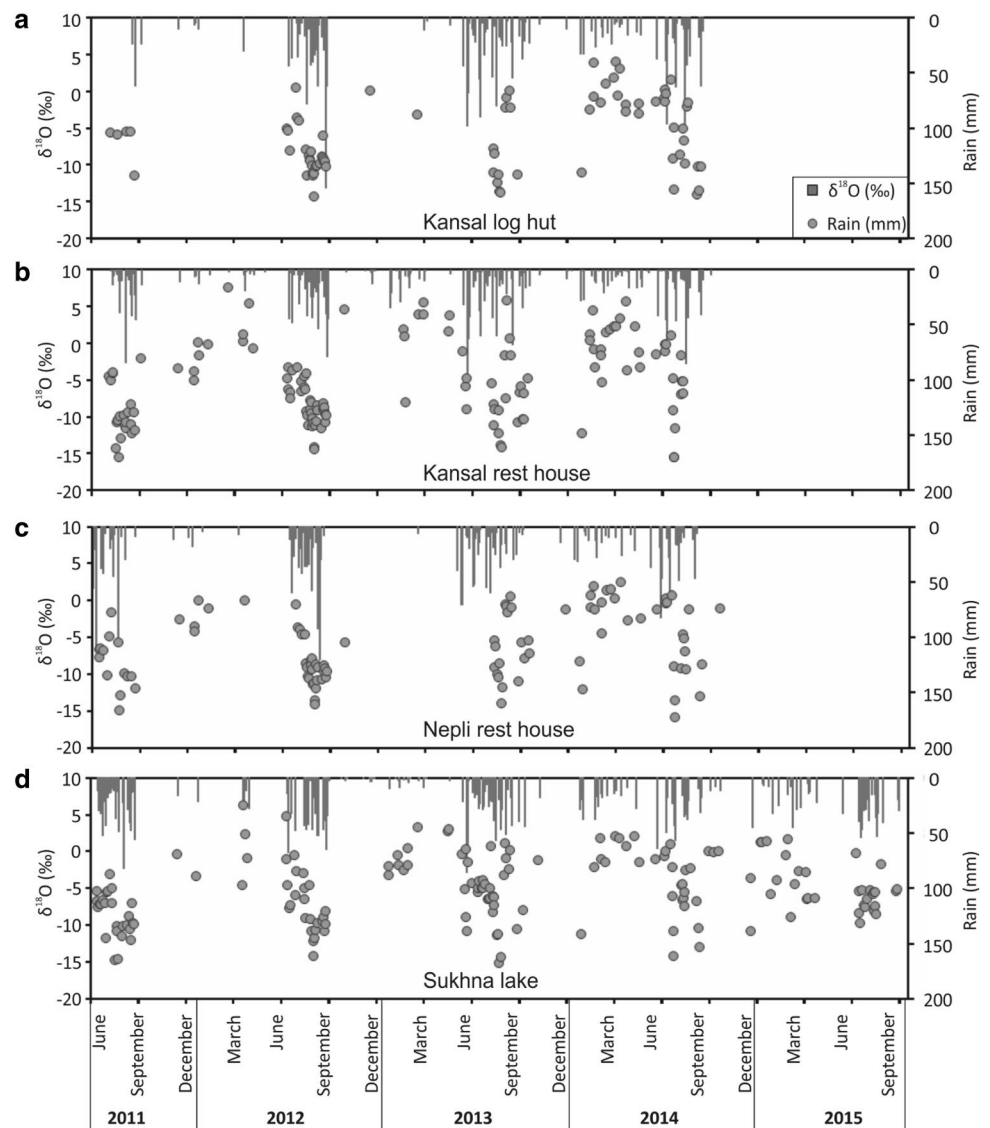 a
10
5
0
-5
-10
-15
-20
δ¹⁸O (‰)
0
50
100
150
200
Rain (mm)
δ¹⁸O (‰)
Rain (mm)
Kansal log hut
b
10
5
0
-5
-10
-15
-20
δ¹⁸O (‰)
0
50
100
150
200
Rain (mm)
Kansal rest house
c
10
5
0
-5
-10
-15
-20
δ¹⁸O (‰)
0
50
100
150
200
Rain (mm)
Nepli rest house
d
10
5
0
-5
-10
-15
-20
δ¹⁸O (‰)
0
50
100
150
200
Rain (mm)
Sukhna lake
June
September
December
March
June
September
December
March
June
September
December
March
June
September
December
March
June
September
2011
2012
2013
2014
2015